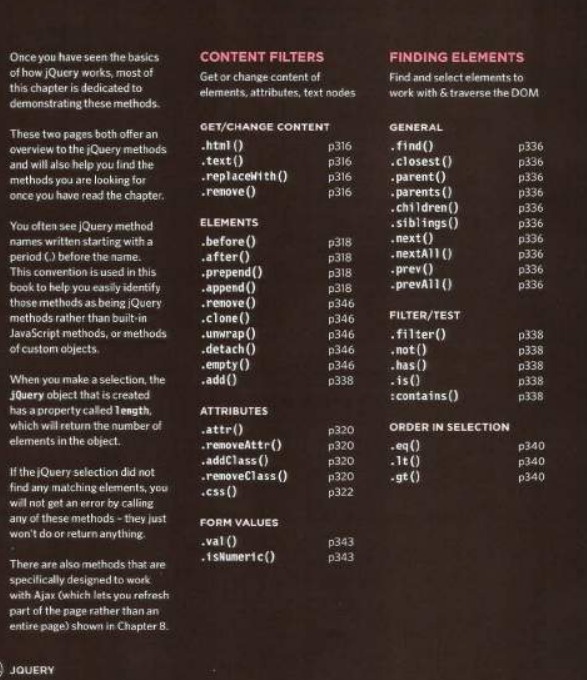 Once you have seen the basics
of how jQuery works, most of
this chapter is dedicated to
demonstrating these methods.
These two pages both offer an
overview to the jQuery methods
and will also help you find the
methods you are looking for
once you have read the chapter.
You often see jQuery method
names written starting with a
period (.) before the name.
This convention is used in this
book to help you easily identify
those methods as being jQuery
methods rather than built-in
JavaScript methods, or methods
of custom objects.
When you make a selection, the
jQuery object that is created
has a property called length,
which will return the number of
elements in the object.
If the jQuery selection did not
find any matching elements, you
will not get an error by calling
any of these methods – they just
won't do or return anything.
There are also methods that are
specifically designed to work
with Ajax (which lets you refresh
part of the page rather than an
entire page) shown in Chapter 8.
CONTENT FILTERS
Get or change content of
elements, attributes, text nodes
GET/CHANGE CONTENT
.html() p316
.text() p316
.replaceWith() p316
.remove() p316
ELEMENTS
.before() p318
.after() p318
.prepend() p318
.append() p318
.remove() p346
.clone() p346
.unwrap() p346
.detach() p346
.empty() p346
.add() p338
ATTRIBUTES
.attr() p320
.removeAttr() p320
.addClass() p320
.removeClass() p320
.css() p322
FORM VALUES
.val() p343
.isNumeric() p343
FINDING ELEMENTS
Find and select elements to
work with & traverse the DOM
GENERAL
.find() p336
.closest() p336
.parent() p336
.parents() p336
.children() p336
.siblings() p336
.next() p336
.nextAll() p336
.prev() p336
.prevAll() p336
FILTER/TEST
.filter() p338
.not() p338
.has() p338
.is() p338
:contains() p338
ORDER IN SELECTION
.eq() p340
.lt() p340
.gt() p340
JQUERY